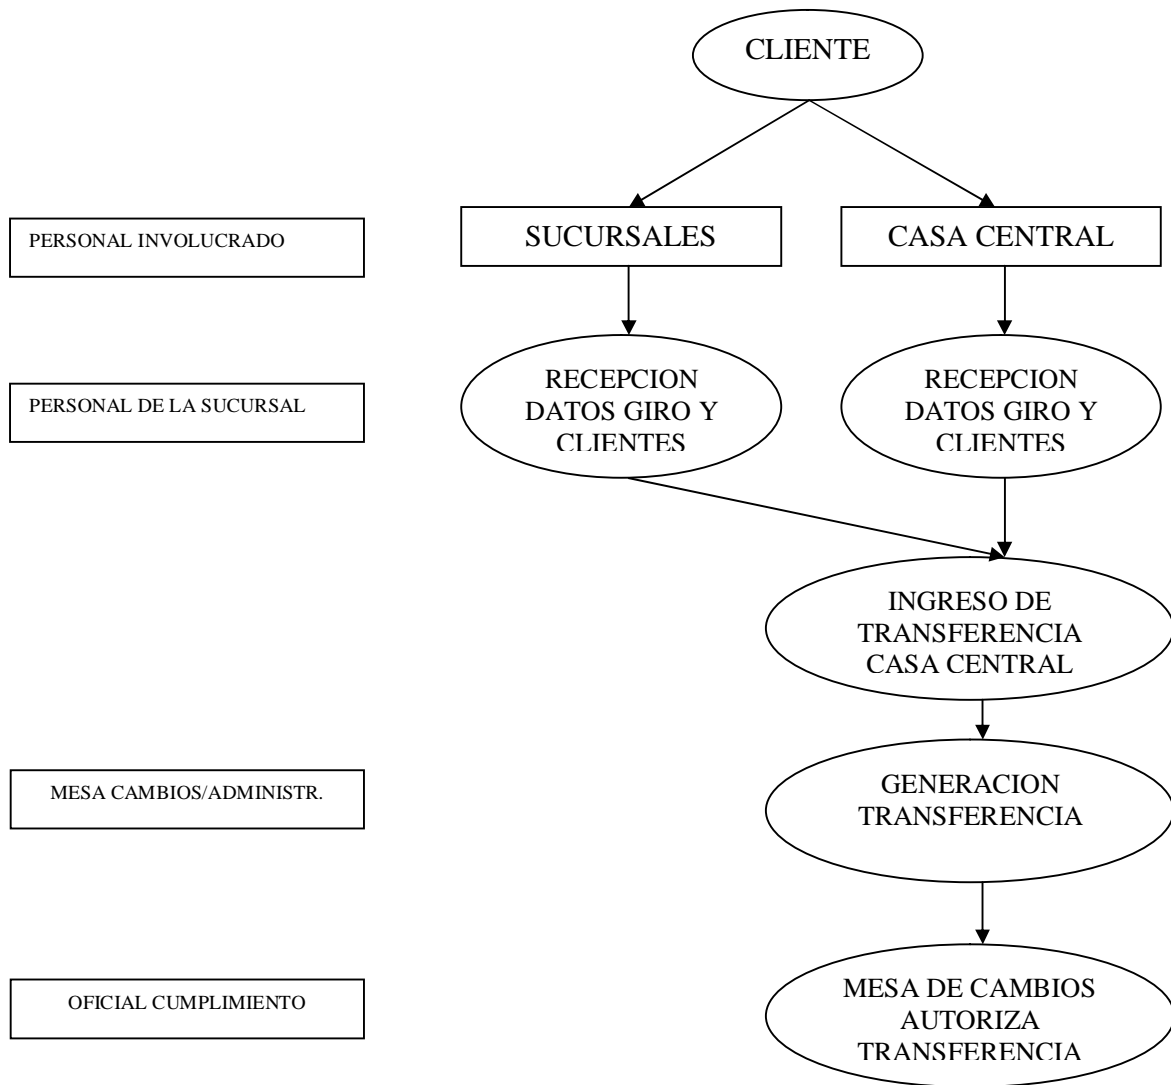 CLIENTE
PERSONAL INVOLUCRADO
SUCURSALES
CASA CENTRAL
PERSONAL DE LA SUCURSAL
RECEPCION
DATOS GIRO Y
CLIENTES
RECEPCION
DATOS GIRO Y
CLIENTES
INGRESO DE
TRANSFERENCIA
CASA CENTRAL
MESA CAMBIOS/ADMINISTR.
GENERACION
TRANSFERENCIA
OFICIAL CUMPLIMIENTO
MESA DE CAMBIOS
AUTORIZA
TRANSFERENCIA